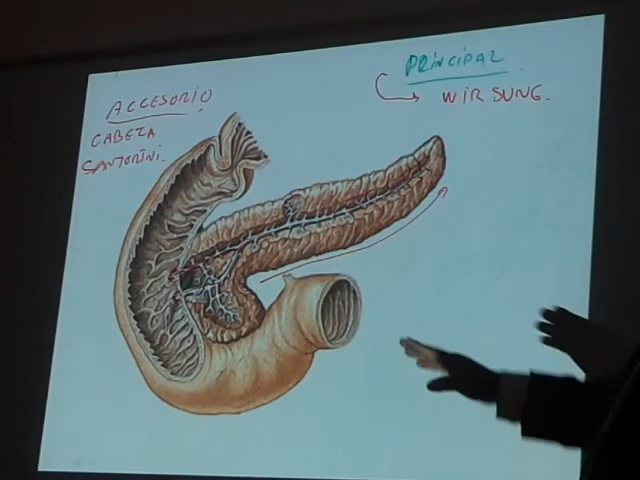 ACCESORIO
CABEZA
SANTORINI.
PRINCIPAL
WIRSUNG.